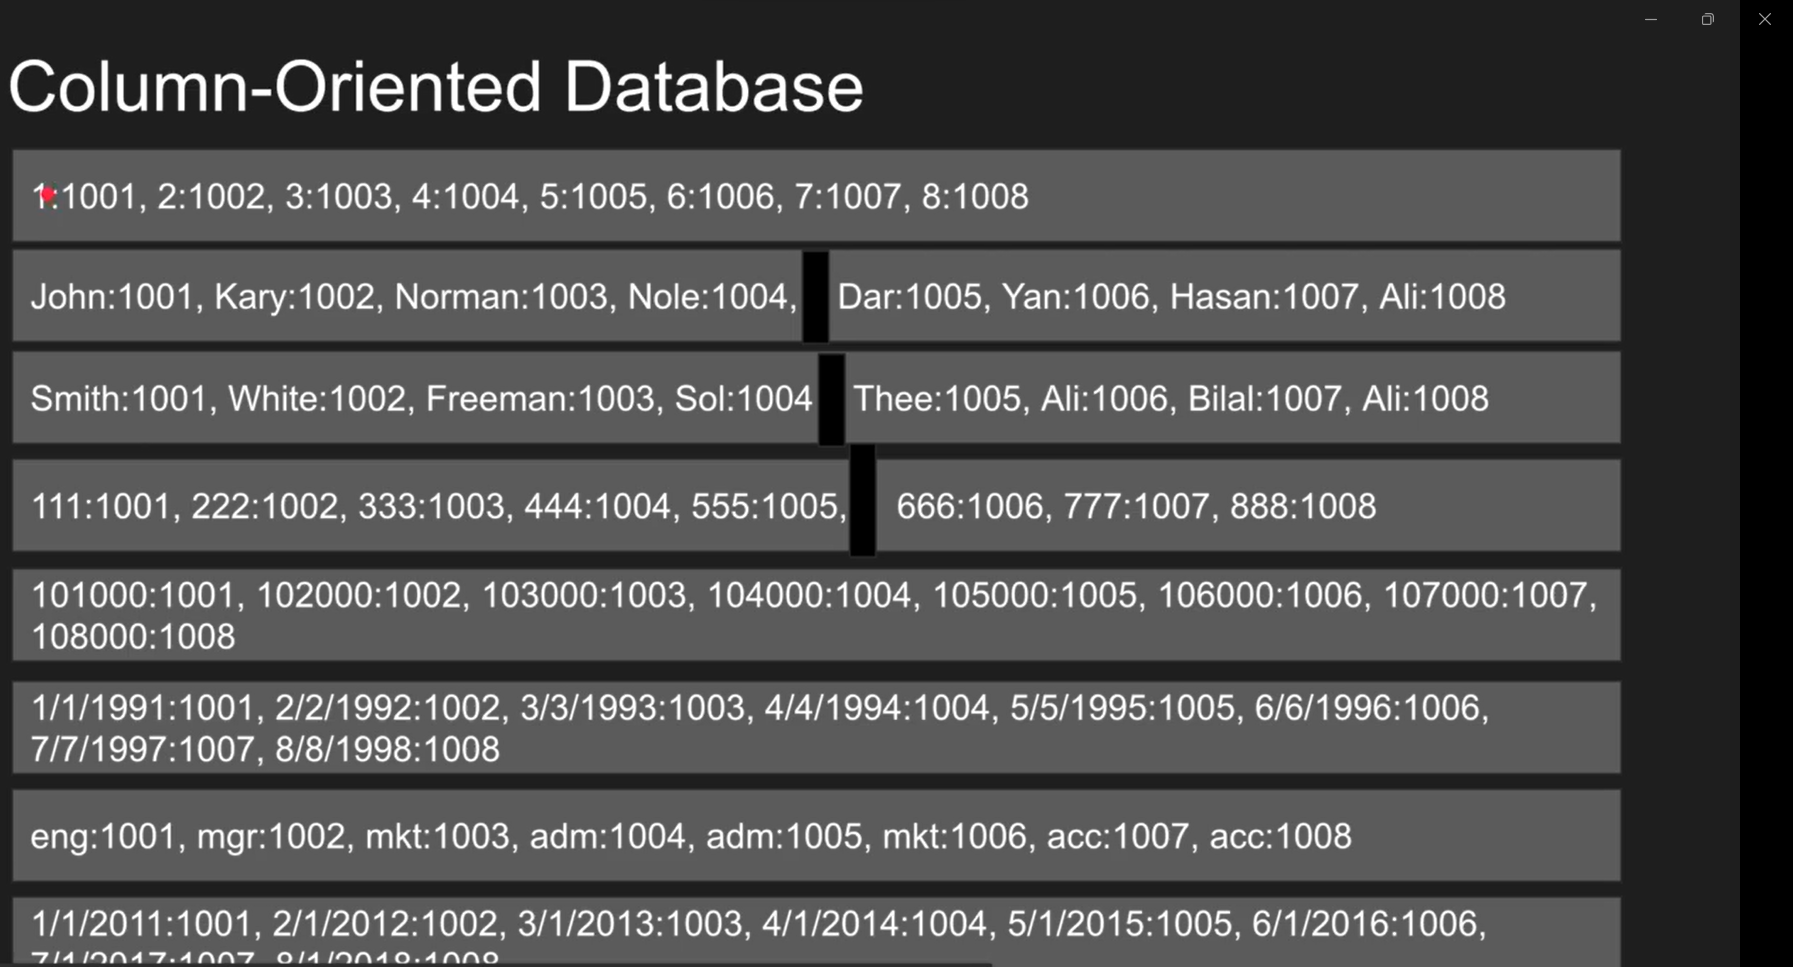 Column-Oriented Database
1:1001, 2:1002, 3:1003, 4:1004, 5:1005, 6:1006, 7:1007, 8:1008
John:1001, Kary:1002, Norman:1003, Nole:1004, Dar:1005, Yan:1006, Hasan:1007, Ali:1008
Smith:1001, White:1002, Freeman:1003, Sol:1004 Thee:1005, Ali:1006, Bilal:1007, Ali:1008
111:1001, 222:1002, 333:1003, 444:1004, 555:1005, 666:1006, 777:1007, 888:1008
101000:1001, 102000:1002, 103000:1003, 104000:1004, 105000:1005, 106000:1006, 107000:1007,
108000:1008
1/1/1991:1001, 2/2/1992:1002, 3/3/1993:1003, 4/4/1994:1004, 5/5/1995:1005, 6/6/1996:1006,
7/7/1997:1007, 8/8/1998:1008
eng:1001, mgr:1002, mkt:1003, adm:1004, adm:1005, mkt:1006, acc:1007, acc:1008
1/1/2011:1001, 2/1/2012:1002, 3/1/2013:1003, 4/1/2014:1004, 5/1/2015:1005, 6/1/2016:1006,
7/1/2017:1007, 8/1/2018:1008